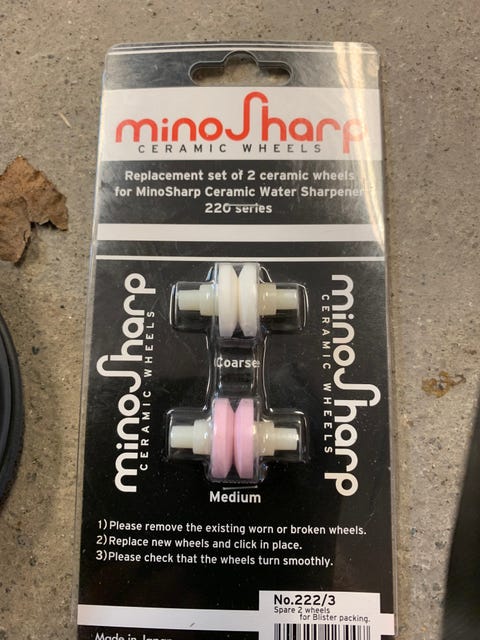 minoSharp
CERAMIC WHEELS
Replacement set of 2 ceramic wheels
for MinoSharp Ceramic Water Sharpener
220 series
minoSharp
CERAMIC WHEELS
minoSharp
CERAMIC WHEELS
Coarse
Medium
1)Please remove the existing worn or broken wheels.
2)Replace new wheels and click in place.
3)Please check that the wheels turn smoothly.
No.222/3
Spare 2 wheels
for Blister packing.
Made in Japan